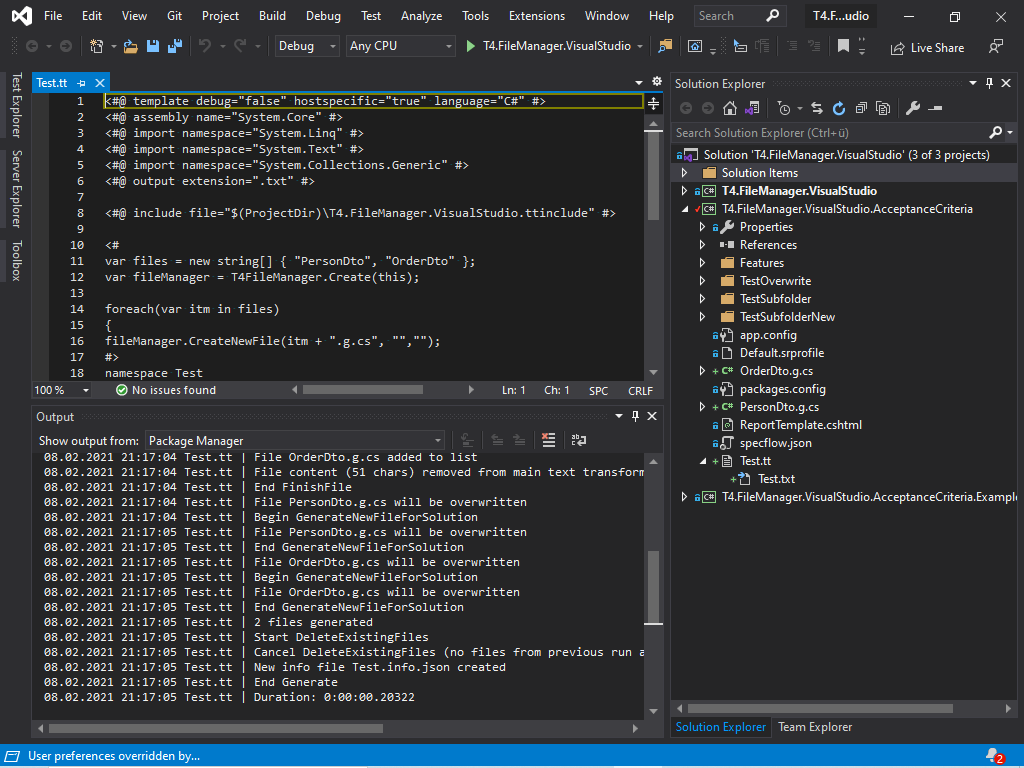 File Edit View Git Project Build Debug Test Analyze Tools Extensions Window Help Search T4.F...udio
Debug Any CPU T4.FileManager.VisualStudio Live Share
Test Explorer
Server Explorer
Toolbox
Test.tt
1 <#@ template debug="false" hostspecific="true" language="C#" #>
2 <#@ assembly name="System.Core" #>
3 <#@ import namespace="System.Linq" #>
4 <#@ import namespace="System.Text" #>
5 <#@ import namespace="System.Collections.Generic" #>
6 <#@ output extension=".txt" #>
7
8 <#@ include file="$(ProjectDir)\T4.FileManager.VisualStudio.ttinclude" #>
9
10 <#
11 var files = new string[] { "PersonDto", "OrderDto" };
12 var fileManager = T4FileManager.Create(this);
13
14 foreach(var itm in files)
15 {
16 fileManager.CreateNewFile(itm + ".g.cs", "","");
17 #>
18 namespace Test
100 % No issues found Ln: 1 Ch: 1 SPC CRLF
Output
Show output from: Package Manager
08.02.2021 21:17:04 Test.tt | File OrderDto.g.cs added to list
08.02.2021 21:17:04 Test.tt | File content (51 chars) removed from main text transform
08.02.2021 21:17:04 Test.tt | End FinishFile
08.02.2021 21:17:04 Test.tt | File PersonDto.g.cs will be overwritten
08.02.2021 21:17:04 Test.tt | Begin GenerateNewFileForSolution
08.02.2021 21:17:05 Test.tt | File PersonDto.g.cs will be overwritten
08.02.2021 21:17:05 Test.tt | End GenerateNewFileForSolution
08.02.2021 21:17:05 Test.tt | File OrderDto.g.cs will be overwritten
08.02.2021 21:17:05 Test.tt | Begin GenerateNewFileForSolution
08.02.2021 21:17:05 Test.tt | File OrderDto.g.cs will be overwritten
08.02.2021 21:17:05 Test.tt | End GenerateNewFileForSolution
08.02.2021 21:17:05 Test.tt | 2 files generated
08.02.2021 21:17:05 Test.tt | Start DeleteExistingFiles
08.02.2021 21:17:05 Test.tt | Cancel DeleteExistingFiles (no files from previous run a
08.02.2021 21:17:05 Test.tt | New info file Test.info.json created
08.02.2021 21:17:05 Test.tt | End Generate
08.02.2021 21:17:05 Test.tt | Duration: 0:00:00.20322
Solution Explorer
Search Solution Explorer (Ctrl+ü)
Solution 'T4.FileManager.VisualStudio' (3 of 3 projects)
Solution Items
C# T4.FileManager.VisualStudio
C# T4.FileManager.VisualStudio.AcceptanceCriteria
Properties
References
Features
TestOverwrite
TestSubfolder
TestSubfolderNew
app.config
Default.srprofile
C# OrderDto.g.cs
packages.config
C# PersonDto.g.cs
ReportTemplate.cshtml
specflow.json
Test.tt
Test.txt
C# T4.FileManager.VisualStudio.AcceptanceCriteria.Example
Solution Explorer Team Explorer
User preferences overridden by... 2